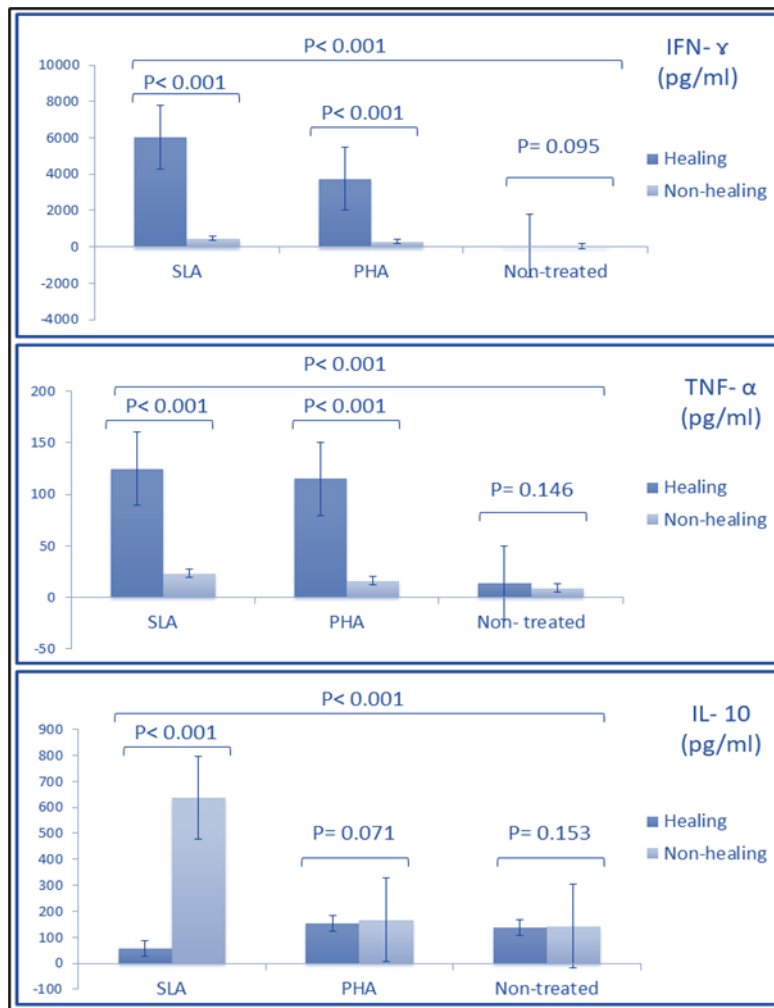 P< 0.001
IFN- ɤ
(pg/ml)
P< 0.001
P< 0.001
P= 0.095
10000
8000
6000
4000
2000
0
-2000
-4000
SLA
PHA
Non-treated
Healing
Non-healing
P< 0.001
TNF- α
(pg/ml)
P< 0.001
P< 0.001
P= 0.146
200
150
100
50
0
-50
SLA
PHA
Non- treated
Healing
Non-healing
P< 0.001
IL- 10
(pg/ml)
P< 0.001
P= 0.071
P= 0.153
900
800
700
600
500
400
300
200
100
0
-100
SLA
PHA
Non-treated
Healing
Non-healing